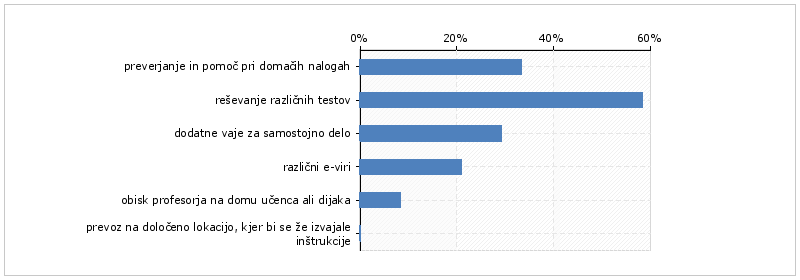 0% 20% 40% 60%
preverjanje in pomoč pri domačih nalogah
reševanje različnih testov
dodatne vaje za samostojno delo
različni e-viri
obisk profesorja na domu učenca ali dijaka
prevoz na določeno lokacijo, kjer bi se že izvajale
inštrukcije